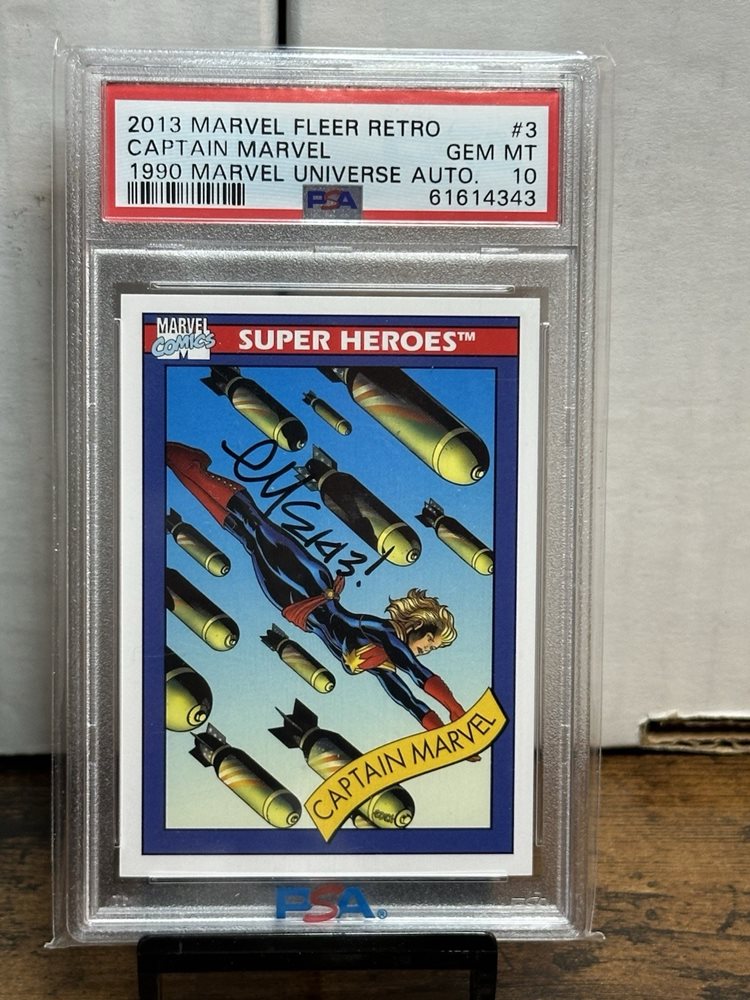 2013 MARVEL FLEER RETRO #3
CAPTAIN MARVEL GEM MT
1990 MARVEL UNIVERSE AUTO. 10
PSA 61614343
MARVEL
COMICS
SUPER HEROES™
CAPTAIN MARVEL
PSA®